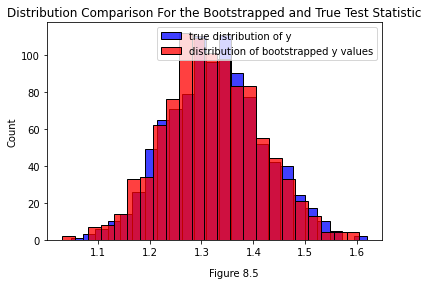 Distribution Comparison For the Bootstrapped and True Test Statistic
true distribution of y
distribution of bootstrapped y values
100
80
60
40
20
0
Count
1.1 1.2 1.3 1.4 1.5 1.6
Figure 8.5